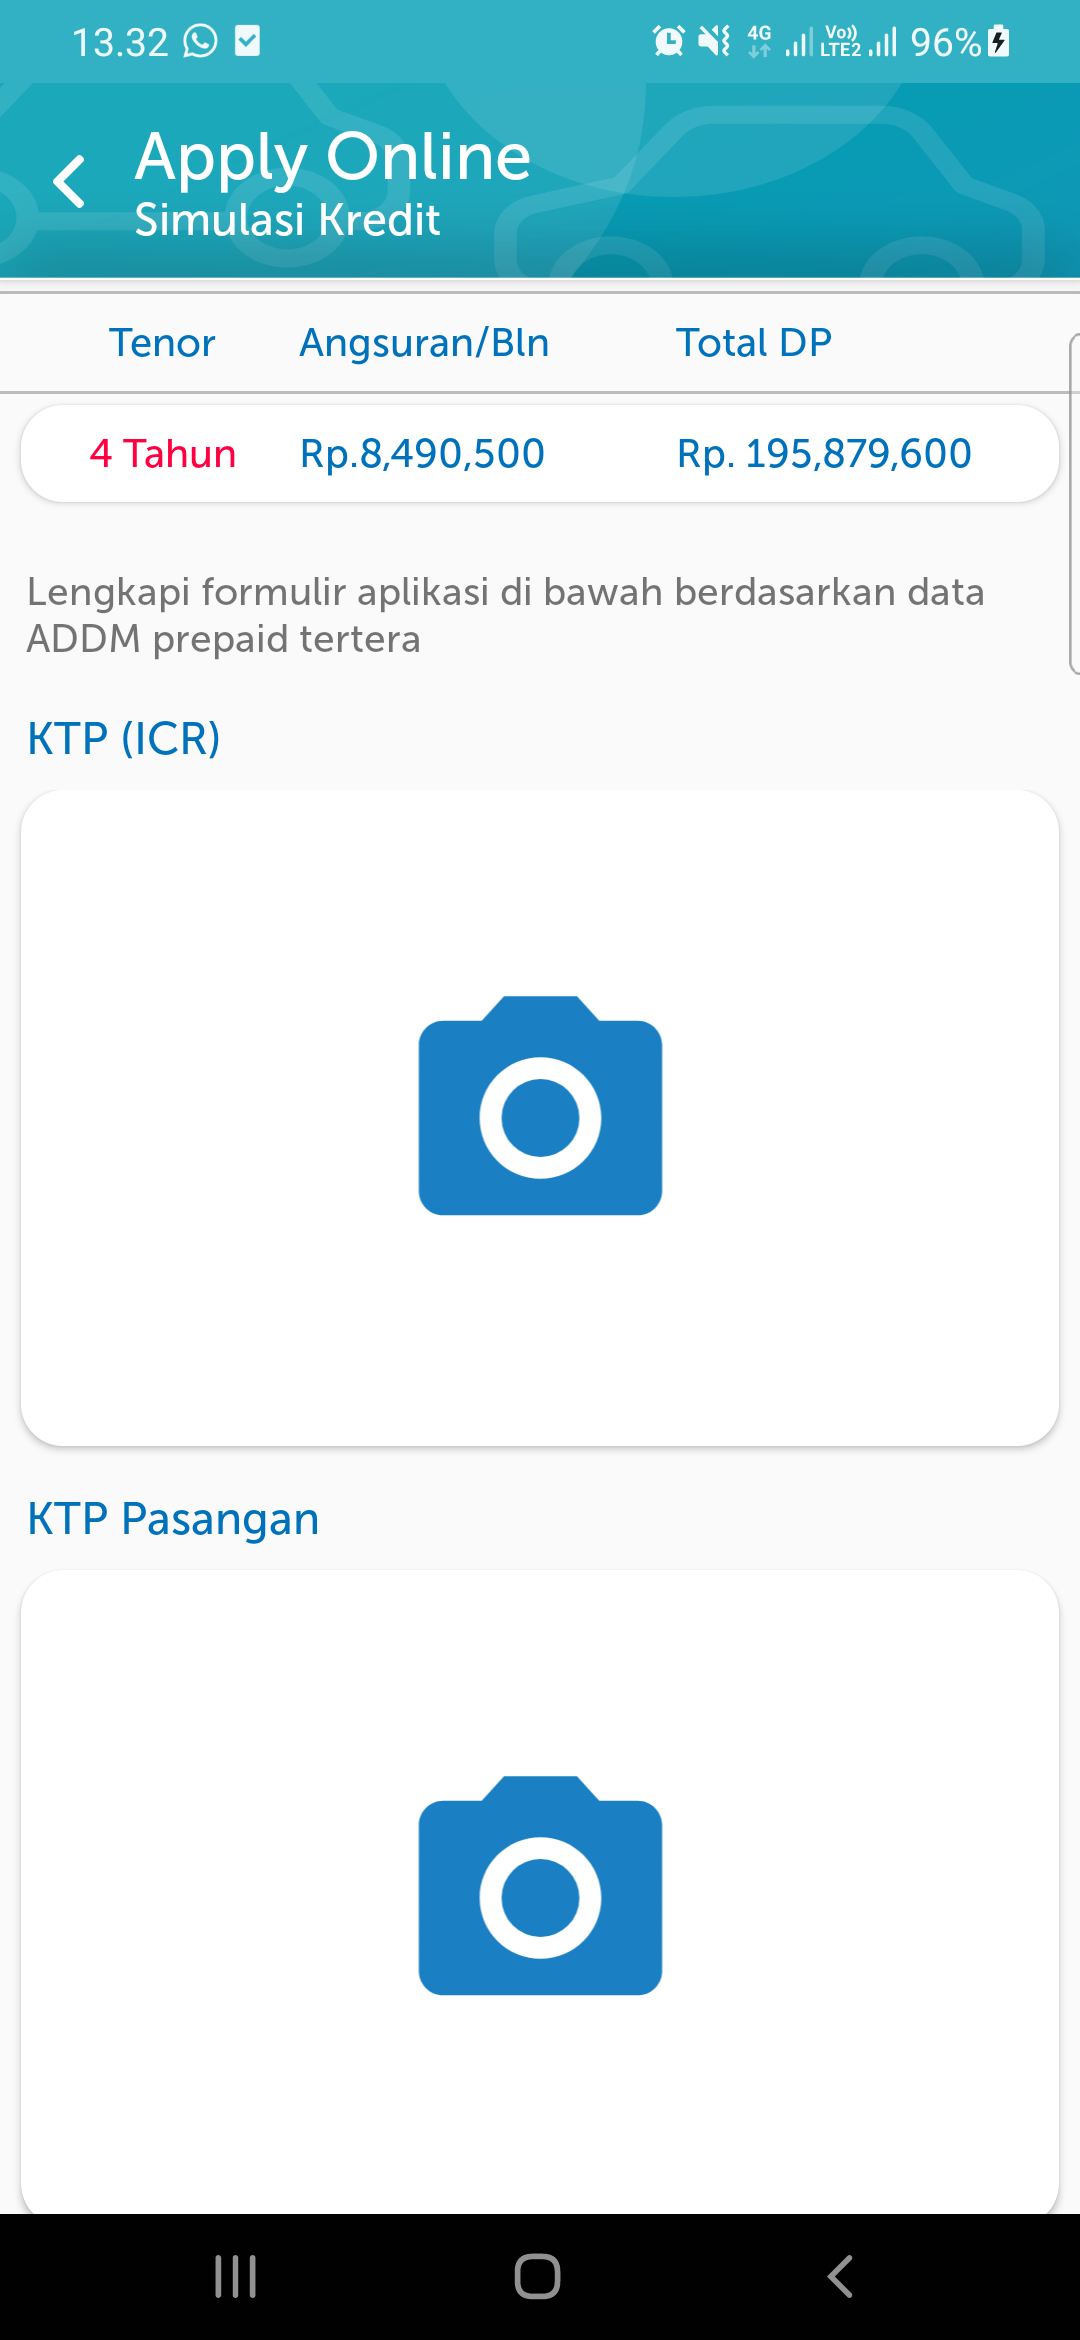 13.32
4G Vo)) LTE2 96%
Apply Online
Simulasi Kredit
Tenor Angsuran/Bln Total DP
4 Tahun Rp.8,490,500 Rp. 195,879,600
Lengkapi formulir aplikasi di bawah berdasarkan data
ADDM prepaid tertera
KTP (ICR)
KTP Pasangan